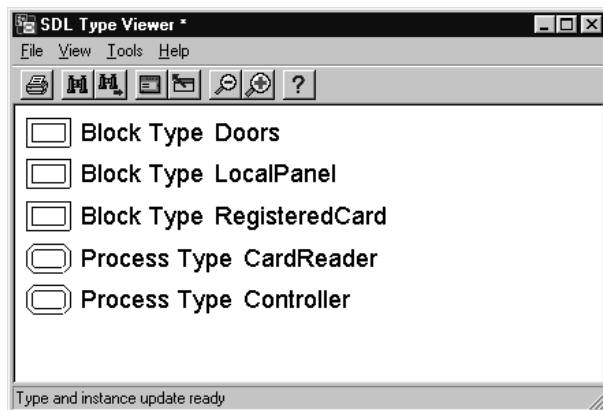 SDL Type Viewer *
File View Tools Help
?
Block Type Doors
Block Type LocalPanel
Block Type RegisteredCard
Process Type CardReader
Process Type Controller
Type and instance update ready